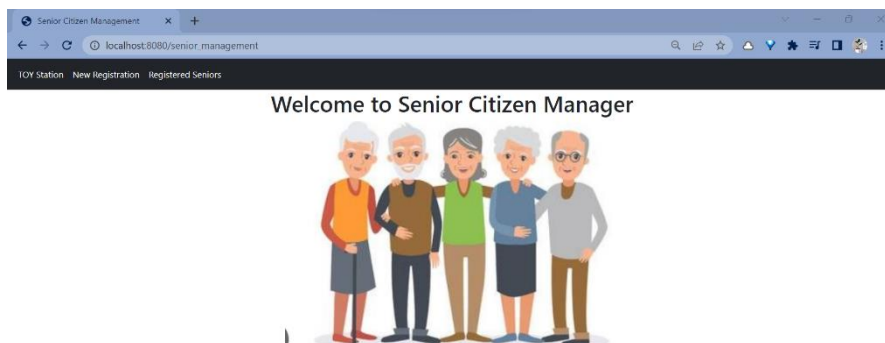 Senior Citizen Management
localhost:8080/senior_management
TOY Station New Registration Registered Seniors
Welcome to Senior Citizen Manager